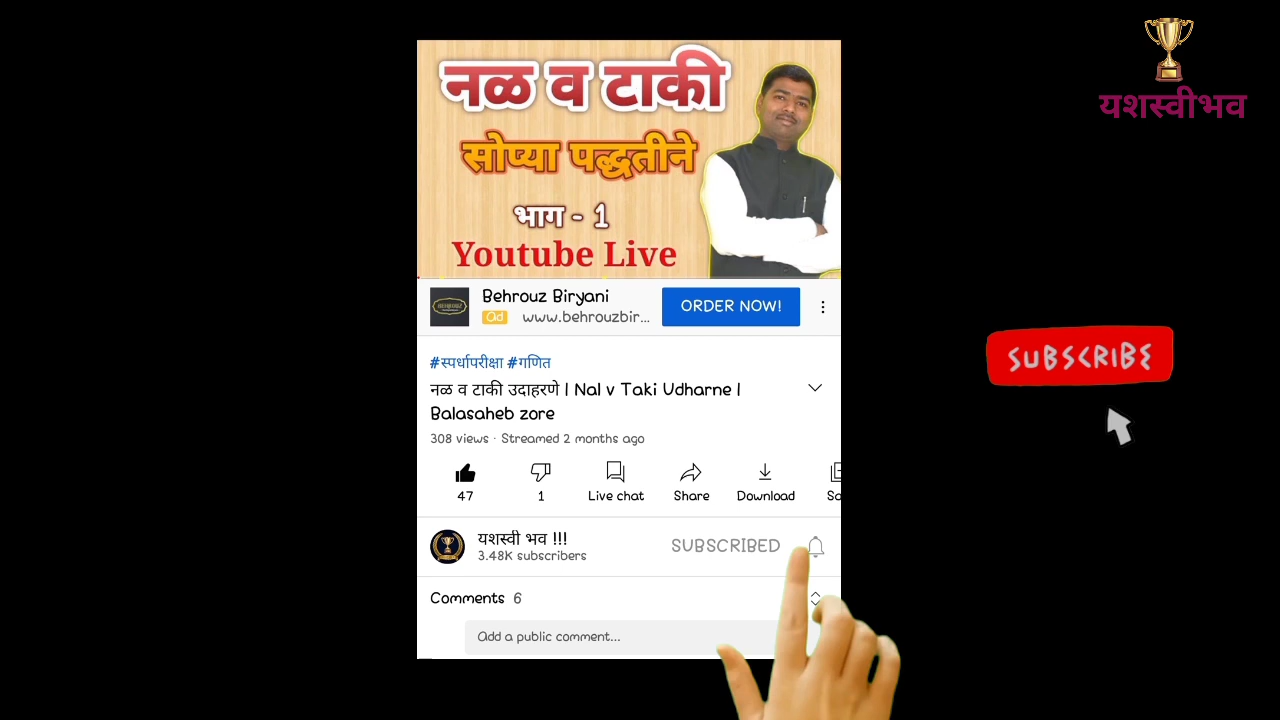 यशस्वीभव
नळ व टाकी
सोप्या पद्धतीने
भाग - 1
Youtube Live
Behrouz Biryani
Ad www.behrouzbir...
ORDER NOW!
#स्पर्धापरीक्षा #गणित
नळ व टाकी उदाहरणे l Nal v Taki Udharne l
Balasaheb zore
308 views · Streamed 2 months ago
47 1 Live chat Share Download
यशस्वी भव !!!
3.48K subscribers
SUBSCRIBED
Comments 6
Add a public comment...
SUBSCRIBE